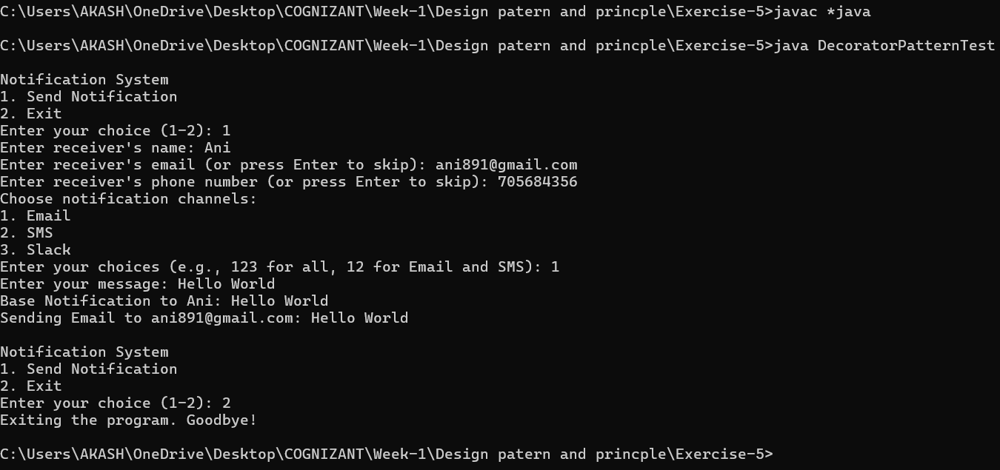 C:\Users\AKASH\OneDrive\Desktop\COGNIZANT\Week-1\Design patern and princple\Exercise-5>javac *java
C:\Users\AKASH\OneDrive\Desktop\COGNIZANT\Week-1\Design patern and princple\Exercise-5>java DecoratorPatternTest
Notification System
1. Send Notification
2. Exit
Enter your choice (1-2): 1
Enter receiver's name: Ani
Enter receiver's email (or press Enter to skip): ani891@gmail.com
Enter receiver's phone number (or press Enter to skip): 705684356
Choose notification channels:
1. Email
2. SMS
3. Slack
Enter your choices (e.g., 123 for all, 12 for Email and SMS): 1
Enter your message: Hello World
Base Notification to Ani: Hello World
Sending Email to ani891@gmail.com: Hello World
Notification System
1. Send Notification
2. Exit
Enter your choice (1-2): 2
Exiting the program. Goodbye!
C:\Users\AKASH\OneDrive\Desktop\COGNIZANT\Week-1\Design patern and princple\Exercise-5>